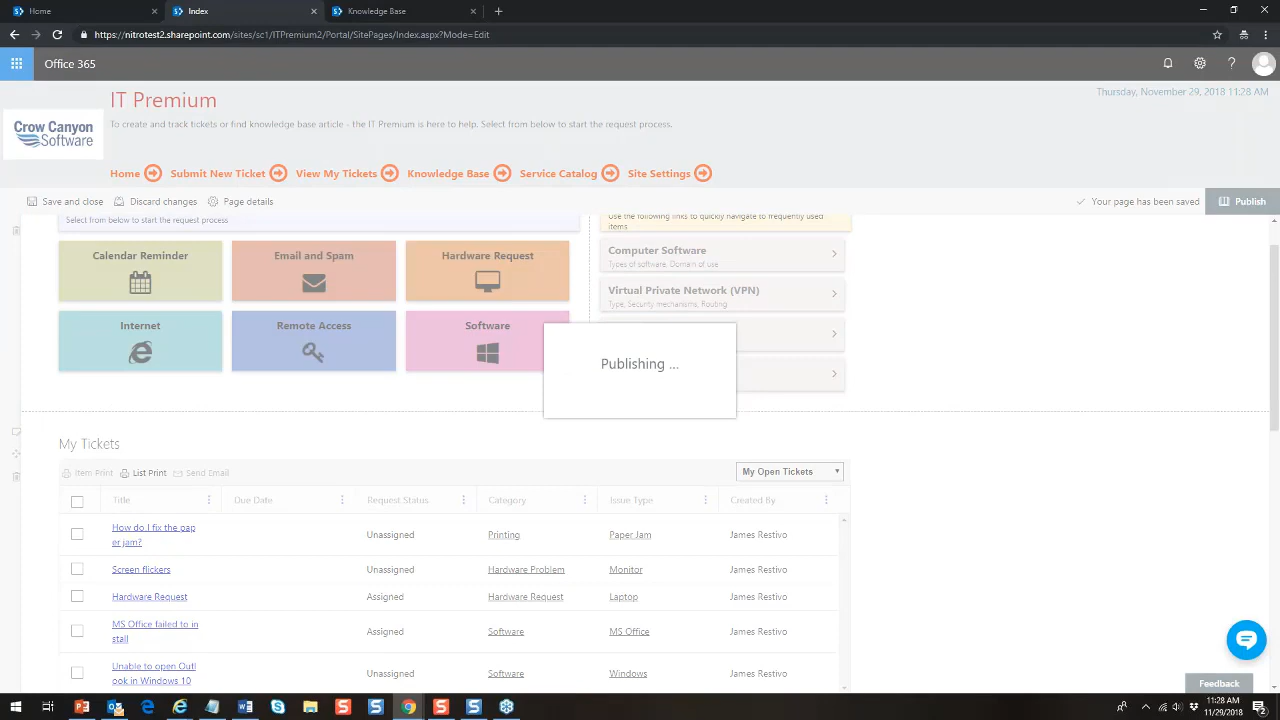 Home
Index
Knowledge Base
https://nitrotest2.sharepoint.com/sites/sc1/ITPremium2/Portal/SitePages/Index.aspx?Mode=Edit
Office 365
IT Premium
Thursday, November 29, 2018 11:28 AM
Crow Canyon
Software
To create and track tickets or find knowledge base article - the IT Premium is here to help. Select from below to start the request process.
Home Submit New Ticket View My Tickets Knowledge Base Service Catalog Site Settings
Save and close Discard changes Page details Your page has been saved Publish
Select from below to start the request process
Use the following links to quickly navigate to frequently used
items
Calendar Reminder Email and Spam Hardware Request
Computer Software
Types of software, Domain of use
Virtual Private Network (VPN)
Type, Security mechanisms, Routing
Internet Remote Access Software
Publishing ...
My Tickets
Item Print List Print Send Email My Open Tickets
Title Due Date Request Status Category Issue Type Created By
How do I fix the pap
er jam?
Unassigned Printing Paper Jam James Restivo
Screen flickers Unassigned Hardware Problem Monitor James Restivo
Hardware Request Assigned Hardware Request Laptop James Restivo
MS Office failed to in
stall
Assigned Software MS Office James Restivo
Unable to open Outl
ook in Windows 10
Unassigned Software Windows James Restivo
Feedback
11:28 AM
11/29/2018